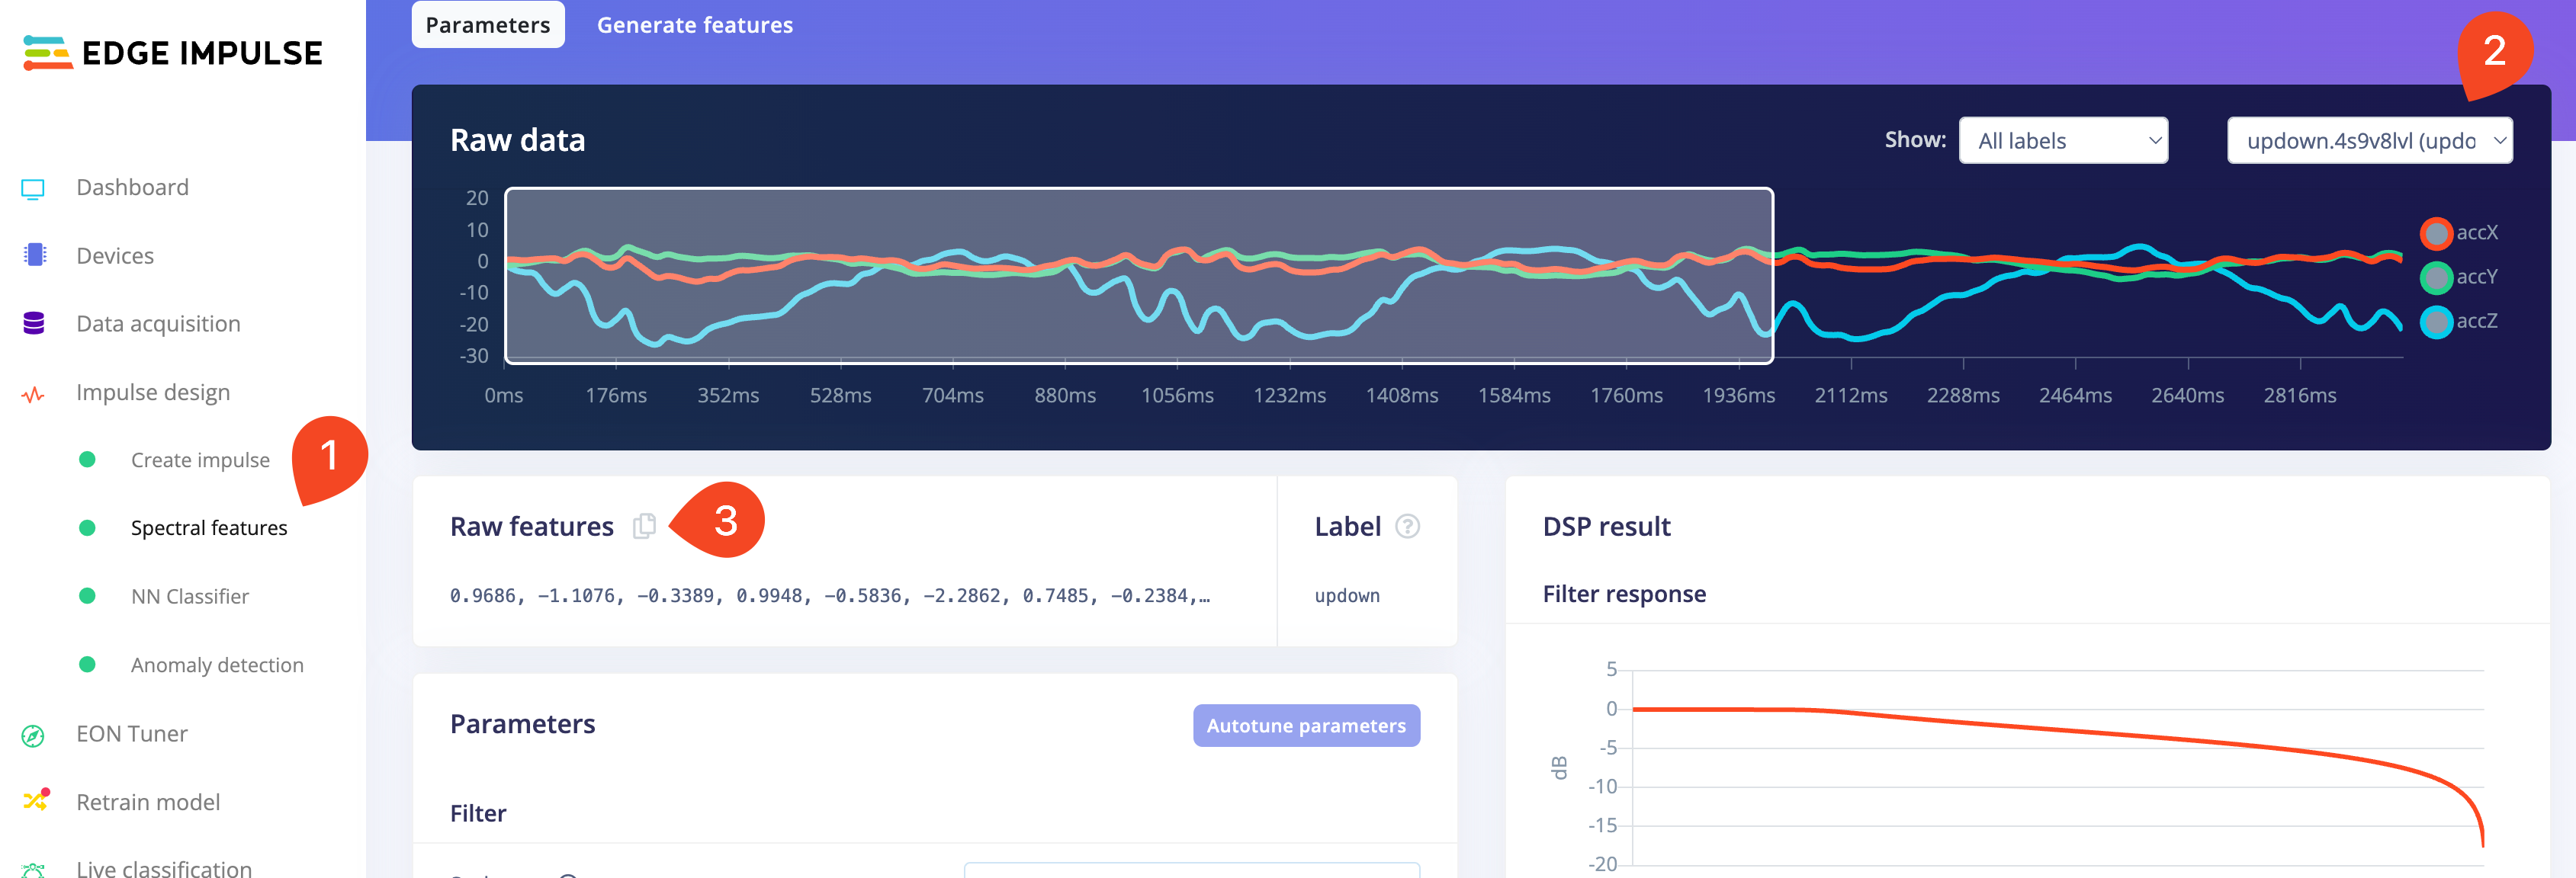 EDGE IMPULSE
Dashboard
Devices
Data acquisition
Impulse design
Create impulse
Spectral features
NN Classifier
Anomaly detection
EON Tuner
Retrain model
Live classification
1
Parameters Generate features
2
Raw data
Show: All labels updown.4s9v8lvl (updo
20
10
0
-10
-20
-30
0ms 176ms 352ms 528ms 704ms 880ms 1056ms 1232ms 1408ms 1584ms 1760ms 1936ms 2112ms 2288ms 2464ms 2640ms 2816ms
accX
accY
accZ
Raw features
3
0.9686, -1.1076, -0.3389, 0.9948, -0.5836, -2.2862, 0.7485, -0.2384,…
Label ?
updown
Parameters
Autotune parameters
Filter
DSP result
Filter response
dB
5
0
-5
-10
-15
-20